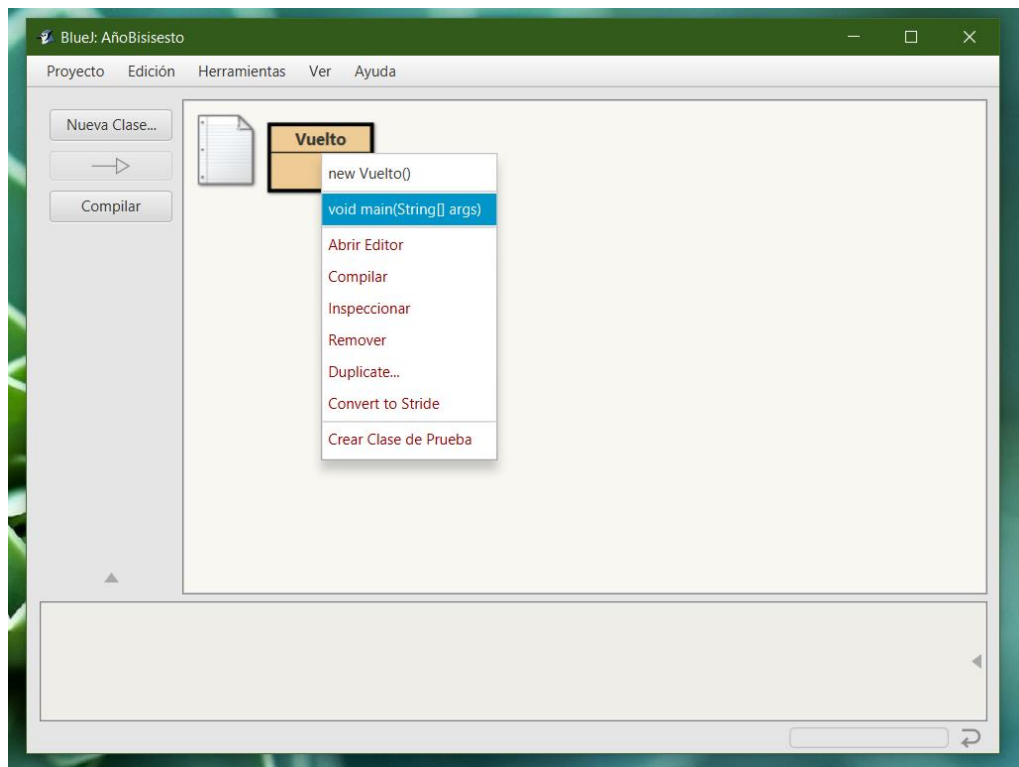 BlueJ: AñoBisisesto
Proyecto Edición Herramientas Ver Ayuda
Nueva Clase...
Compilar
Vuelto
new Vuelto()
void main(String[] args)
Abrir Editor
Compilar
Inspeccionar
Remover
Duplicate...
Convert to Stride
Crear Clase de Prueba